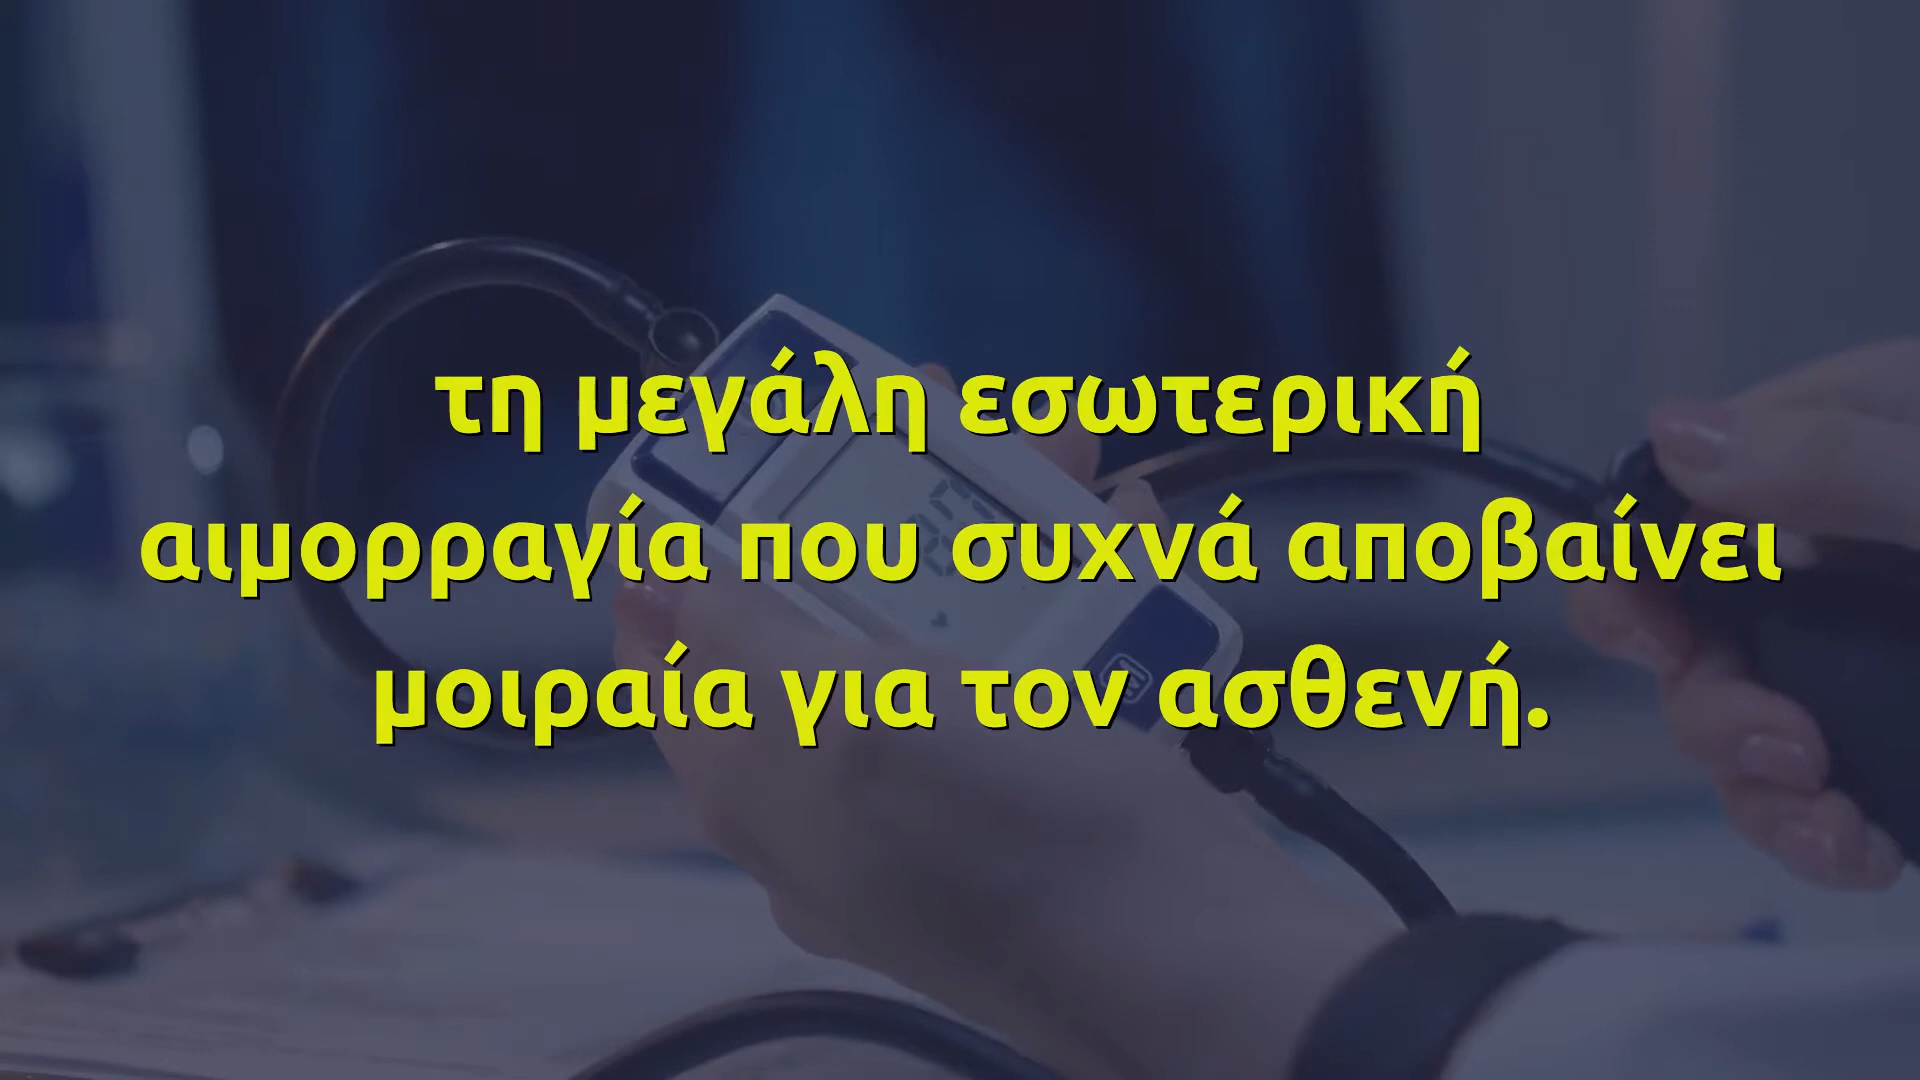 τη μεγάλη εσωτερική
αιμορραγία που συχνά αποβαίνει
μοιραία για τον ασθενή.